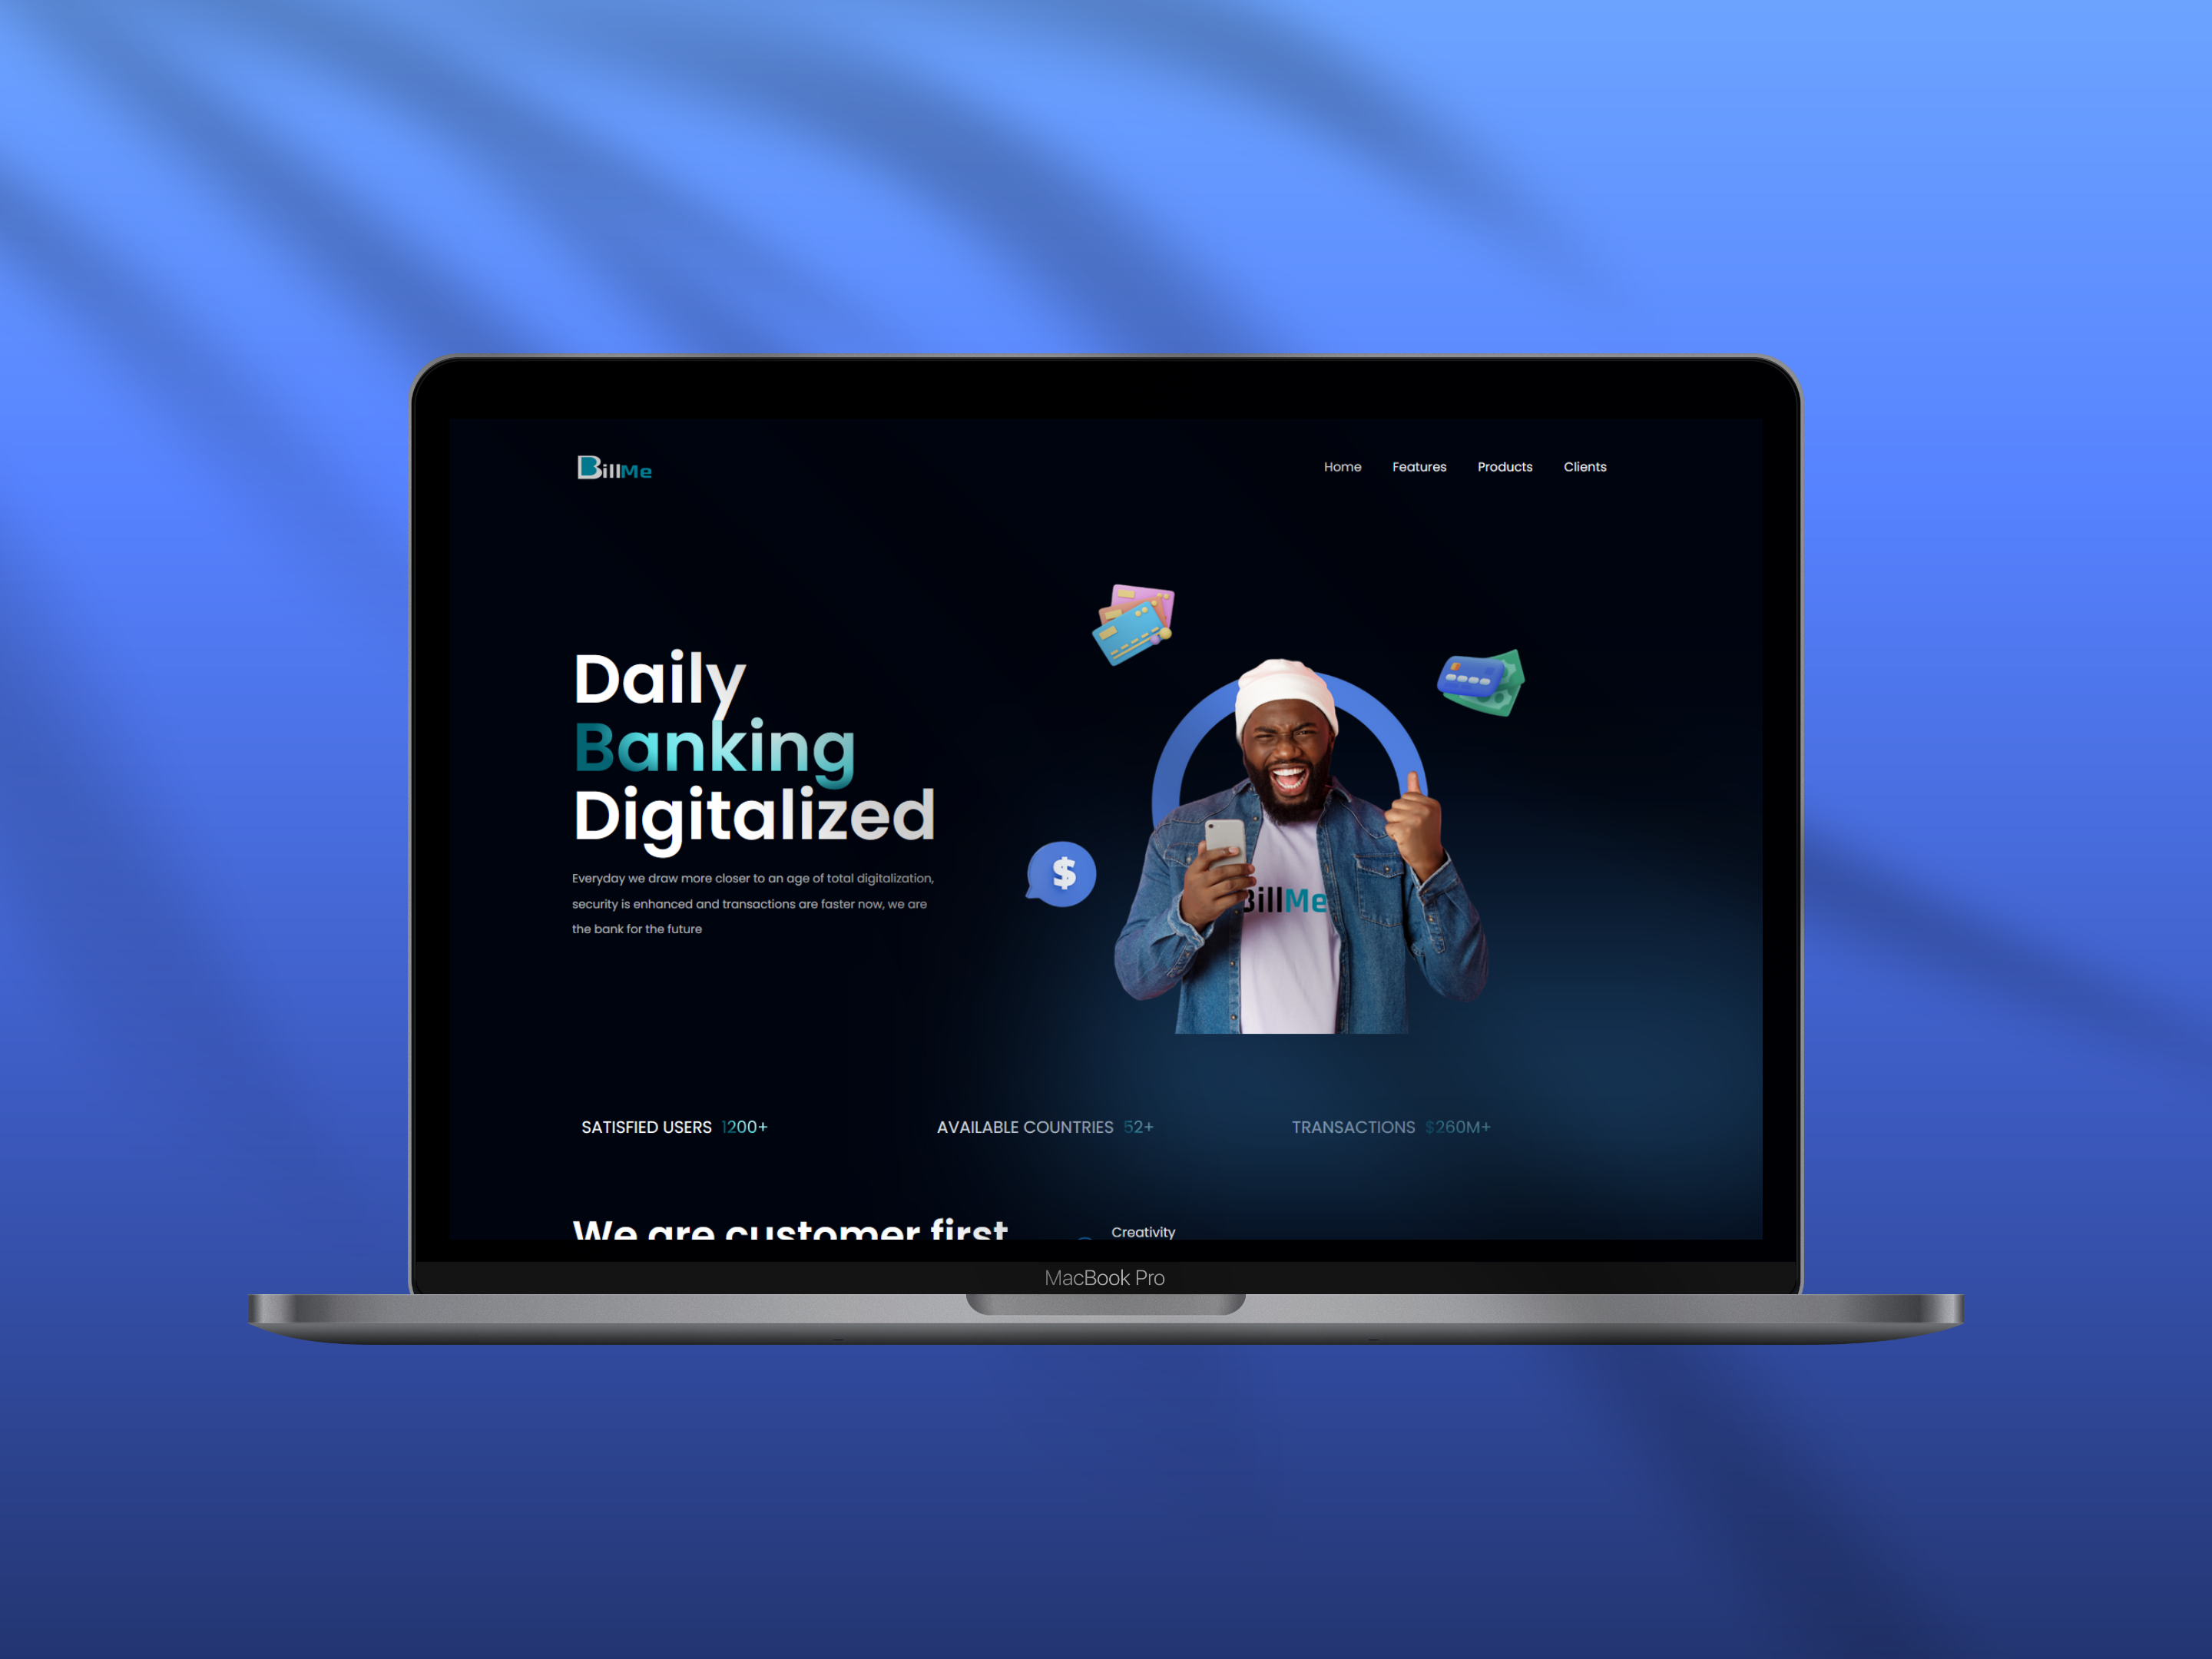 BillMe
Home Features Products Clients
Daily
Banking
Digitalized
Everyday we draw more closer to an age of total digitalization,
security is enhanced and transactions are faster now, we are
the bank for the future
$
BillMe
SATISFIED USERS 1200+
AVAILABLE COUNTRIES 52+
TRANSACTIONS $260M+
We are customer first
Creativity
MacBook Pro